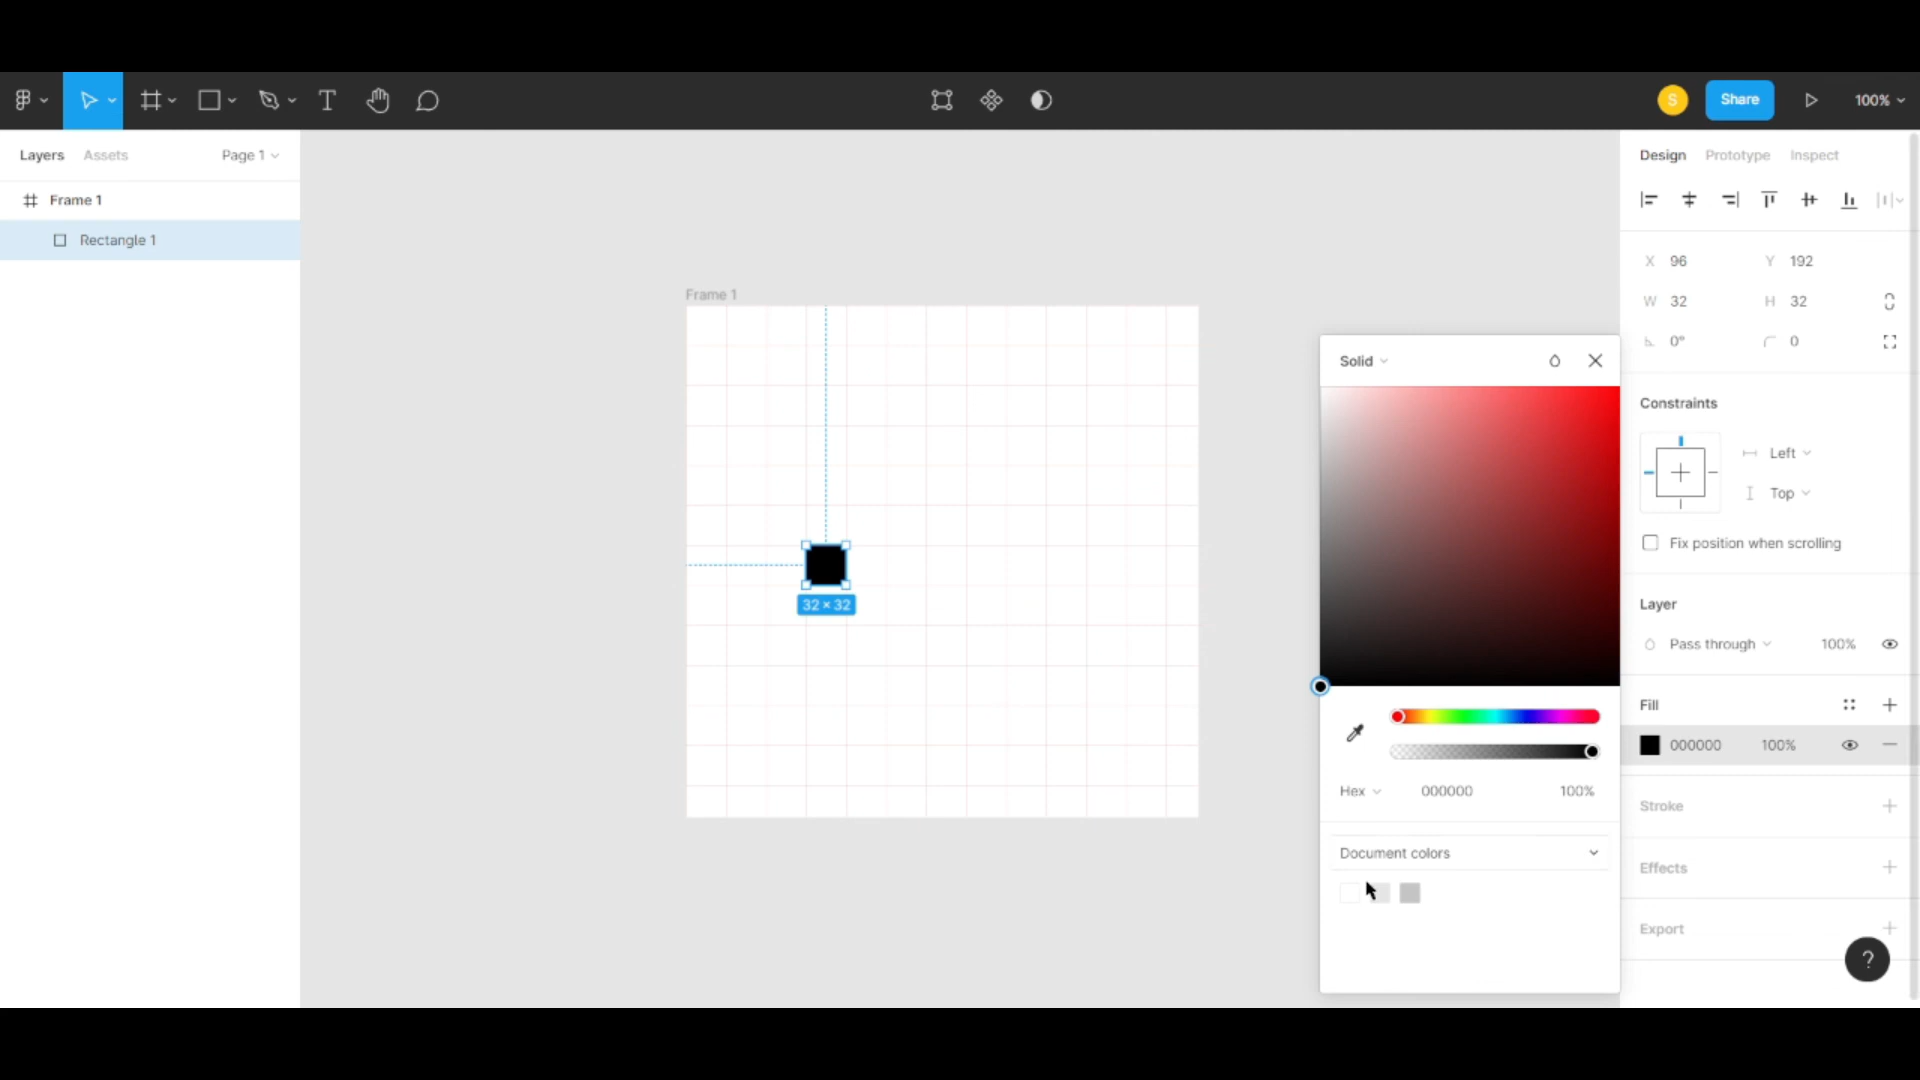 S
Share
100%
Layers
Assets
Page 1
Frame 1
Rectangle 1
Frame 1
32 × 32
Solid
Hex
000000
100%
Document colors
Design
Prototype
Inspect
X 96
Y 192
W 32
H 32
0°
0
Constraints
Left
Top
Fix position when scrolling
Layer
Pass through
100%
Fill
000000
100%
Stroke
Effects
Export
?